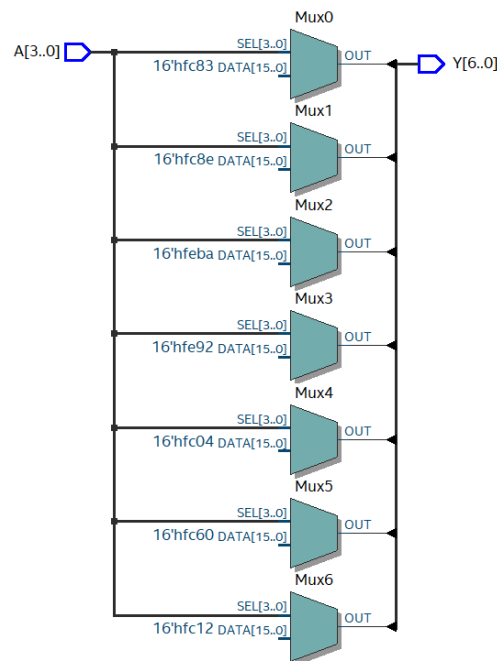 Mux0
A[3..0] SEL[3..0] OUT Y[6..0]
16'hfc83 DATA[15..0]
Mux1
SEL[3..0] OUT
16'hfc8e DATA[15..0]
Mux2
SEL[3..0] OUT
16'hfeba DATA[15..0]
Mux3
SEL[3..0] OUT
16'hfe92 DATA[15..0]
Mux4
SEL[3..0] OUT
16'hfc04 DATA[15..0]
Mux5
SEL[3..0] OUT
16'hfc60 DATA[15..0]
Mux6
SEL[3..0] OUT
16'hfc12 DATA[15..0]